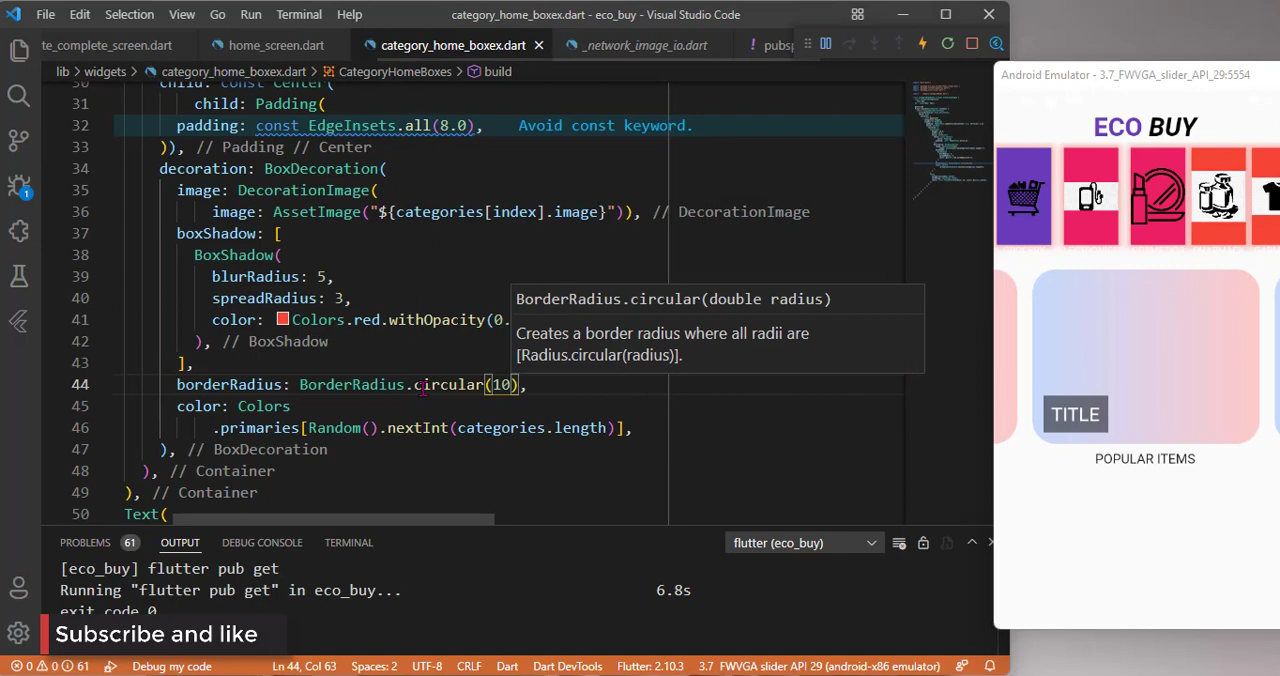 File Edit Selection View Go Run Terminal Help category_home_boxex.dart - eco_buy - Visual Studio Code
te_complete_screen.dart home_screen.dart category_home_boxex.dart _network_image_io.dart ! pubsp
lib > widgets > category_home_boxex.dart > CategoryHomeBoxes > build
30 child: const Center(
31 child: Padding(
32 padding: const EdgeInsets.all(8.0), Avoid const keyword.
33 )), // Padding // Center
34 decoration: BoxDecoration(
35 image: DecorationImage(
36 image: AssetImage("${categories[index].image}")), // DecorationImage
37 boxShadow: [
38 BoxShadow(
39 blurRadius: 5,
40 spreadRadius: 3,
41 color: Colors.red.withOpacity(0.
42 ), // BoxShadow
43 ],
44 borderRadius: BorderRadius.circular(10),
45 color: Colors
46 .primaries[Random().nextInt(categories.length)],
47 ), // BoxDecoration
48 ), // Container
49 ), // Container
50 Text(
BorderRadius.circular(double radius)
Creates a border radius where all radii are
[Radius.circular(radius)].
PROBLEMS 61 OUTPUT DEBUG CONSOLE TERMINAL flutter (eco_buy)
[eco_buy] flutter pub get
Running "flutter pub get" in eco_buy... 6.8s
exit code 0
Subscribe and like
0 0 61 Debug my code Ln 44, Col 63 Spaces: 2 UTF-8 CRLF Dart Dart DevTools Flutter: 2.10.3 3.7 FWVGA slider API 29 (android-x86 emulator)
1
Android Emulator - 3.7_FWVGA_slider_API_29:5554
ECO BUY
TITLE
POPULAR ITEMS